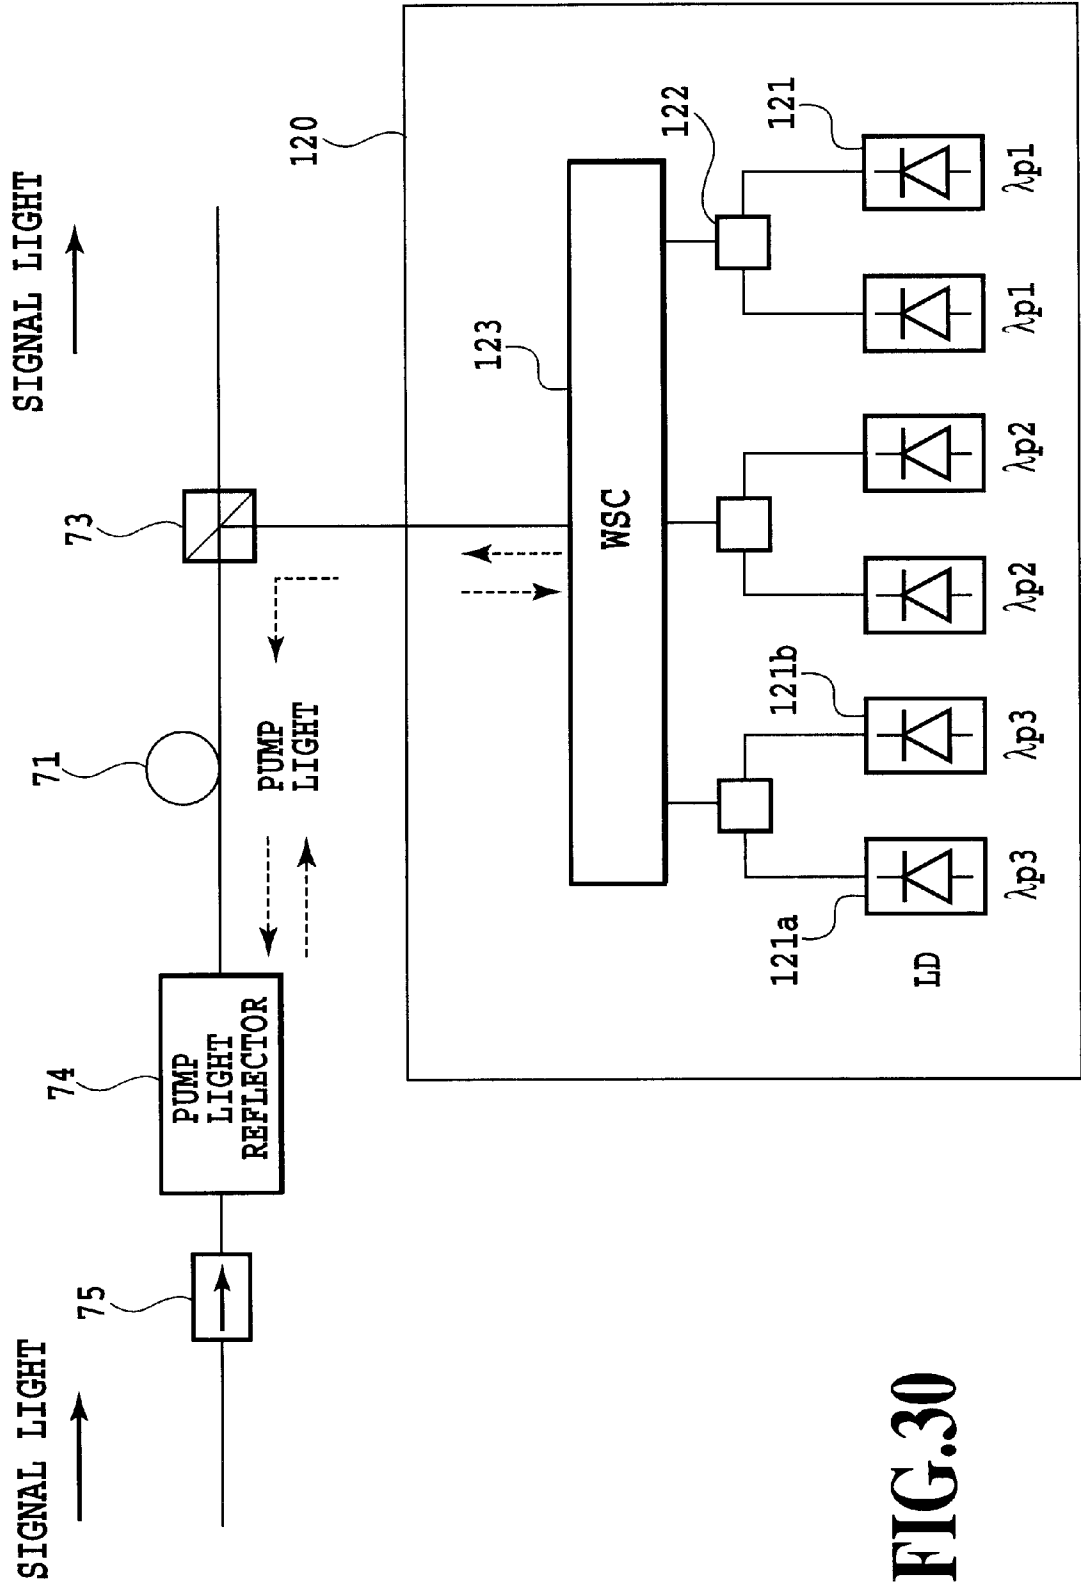 SIGNAL LIGHT
SIGNAL LIGHT
75
74
PUMP
LIGHT
REFLECTOR
71
73
PUMP
LIGHT
120
123
WSC
122
121a
121b
121
LD
λp3
λp3
λp2
λp2
λp1
λp1
FIG.30